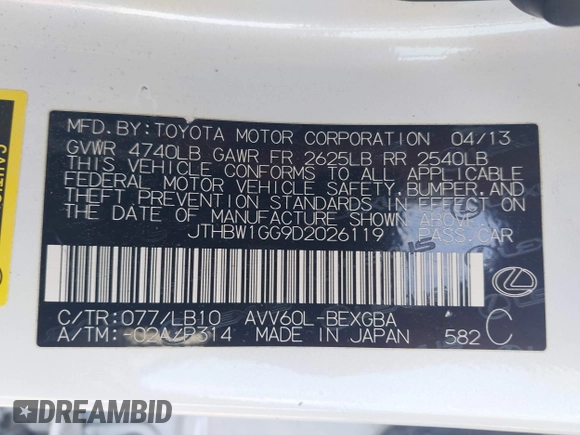 MFD.BY:TOYOTA MOTOR CORPORATION 04/13
GVWR 4740LB GAWR FR 2625LB RR 2540LB
THIS VEHICLE CONFORMS TO ALL APPLICABLE
FEDERAL MOTOR VEHICLE SAFETY, BUMPER, AND
THEFT PREVENTION STANDARDS IN EFFECT ON
THE DATE OF MANUFACTURE SHOWN ABOVE.
JTHBW1GG9D2026119 PASS.CAR
C/TR:077/LB10 AVV60L-BEXGBA
A/TM:-02A/P314 MADE IN JAPAN 582 C
DREAMBID